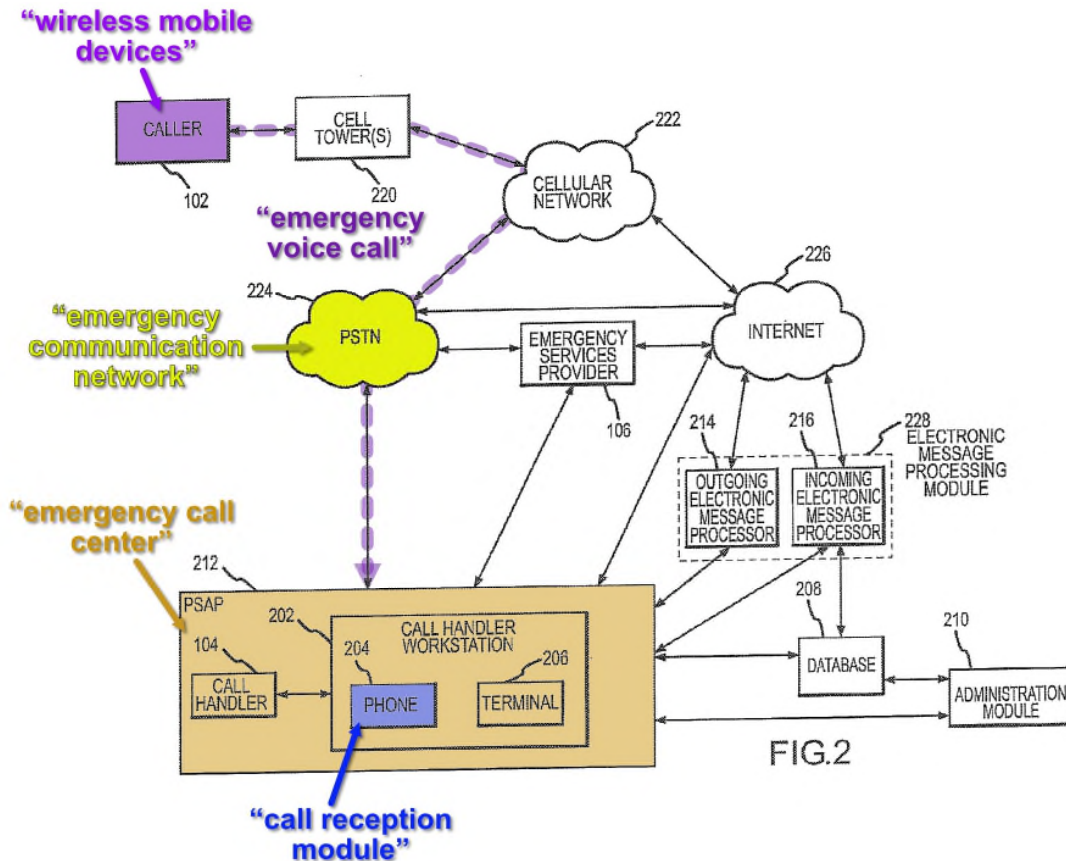 “wireless mobile
devices”
CALLER
102
CELL
TOWER(S)
220
222
CELLULAR
NETWORK
“emergency
voice call”
224
226
PSTN
INTERNET
“emergency
communication
network”
EMERGENCY
SERVICES
PROVIDER
106
214
216
228
ELECTRONIC
MESSAGE
PROCESSING
MODULE
OUTGOING
ELECTRONIC
MESSAGE
PROCESSOR
INCOMING
ELECTRONIC
MESSAGE
PROCESSOR
“emergency call
center”
212
PSAP
202
CALL HANDLER
WORKSTATION
104
CALL
HANDLER
204
PHONE
206
TERMINAL
208
DATABASE
210
ADMINISTRATION
MODULE
FIG.2
“call reception
module”